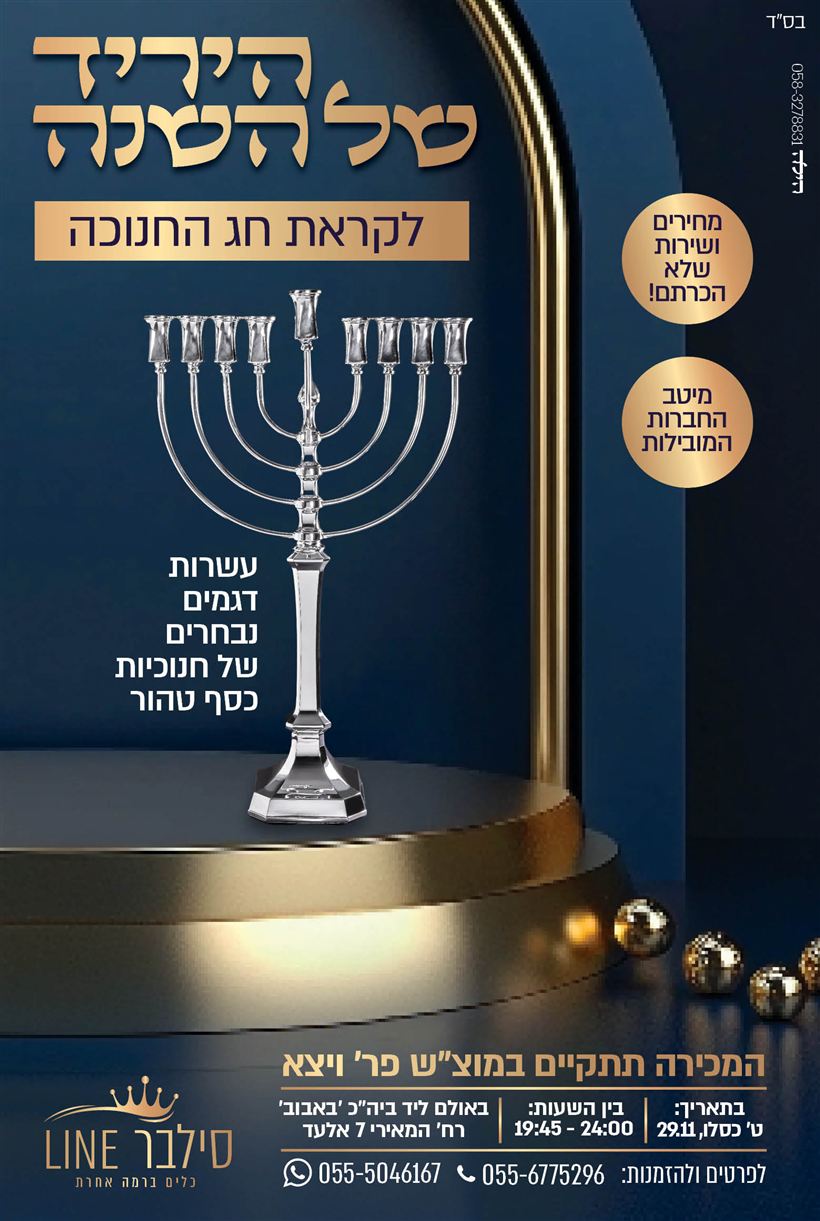 בס"ד
היריד
של השנה
לקראת חג החנוכה
058-3278831 הילה
מחירים
ושירות
שלא
הכרתם!
מיטב
החברות
המובילות
עשרות
דגמים
נבחרים
של חנוכיות
כסף טהור
המכירה תתקיים במוצ"ש פר' ויצא
בתאריך:
ט' כסלו, 29.11
בין השעות:
19:45 - 24:00
באולם ליד ביה"כ 'באבוב'
רח' המאירי 7 אלעד
לפרטים ולהזמנות: 055-6775296 055-5046167
סילבר LINE
כלים ברמה אחרת